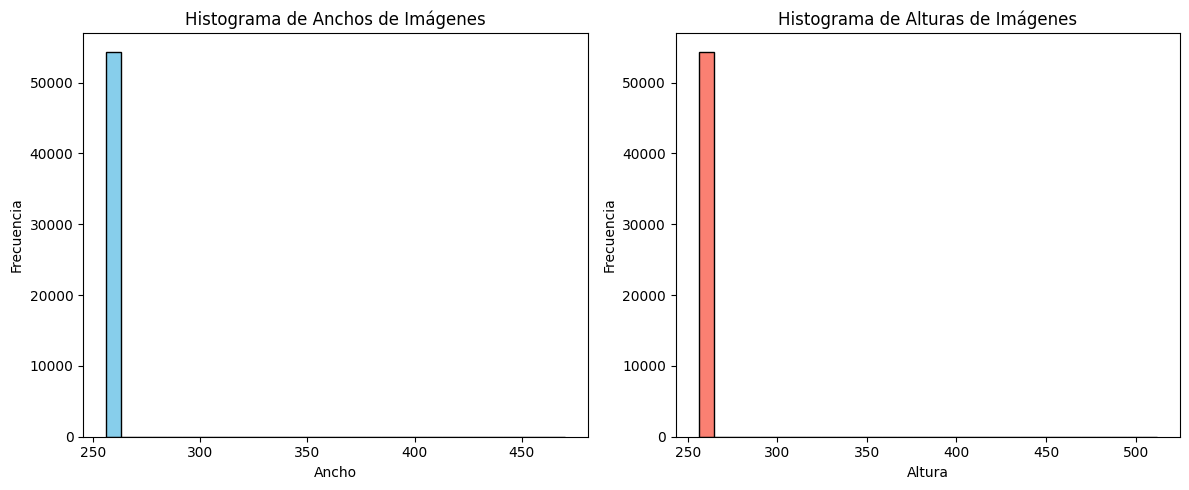 Histograma de Anchos de Imágenes
50000
40000
30000
20000
10000
0
Frecuencia
250 300 350 400 450
Ancho
Histograma de Alturas de Imágenes
50000
40000
30000
20000
10000
0
Frecuencia
250 300 350 400 450 500
Altura